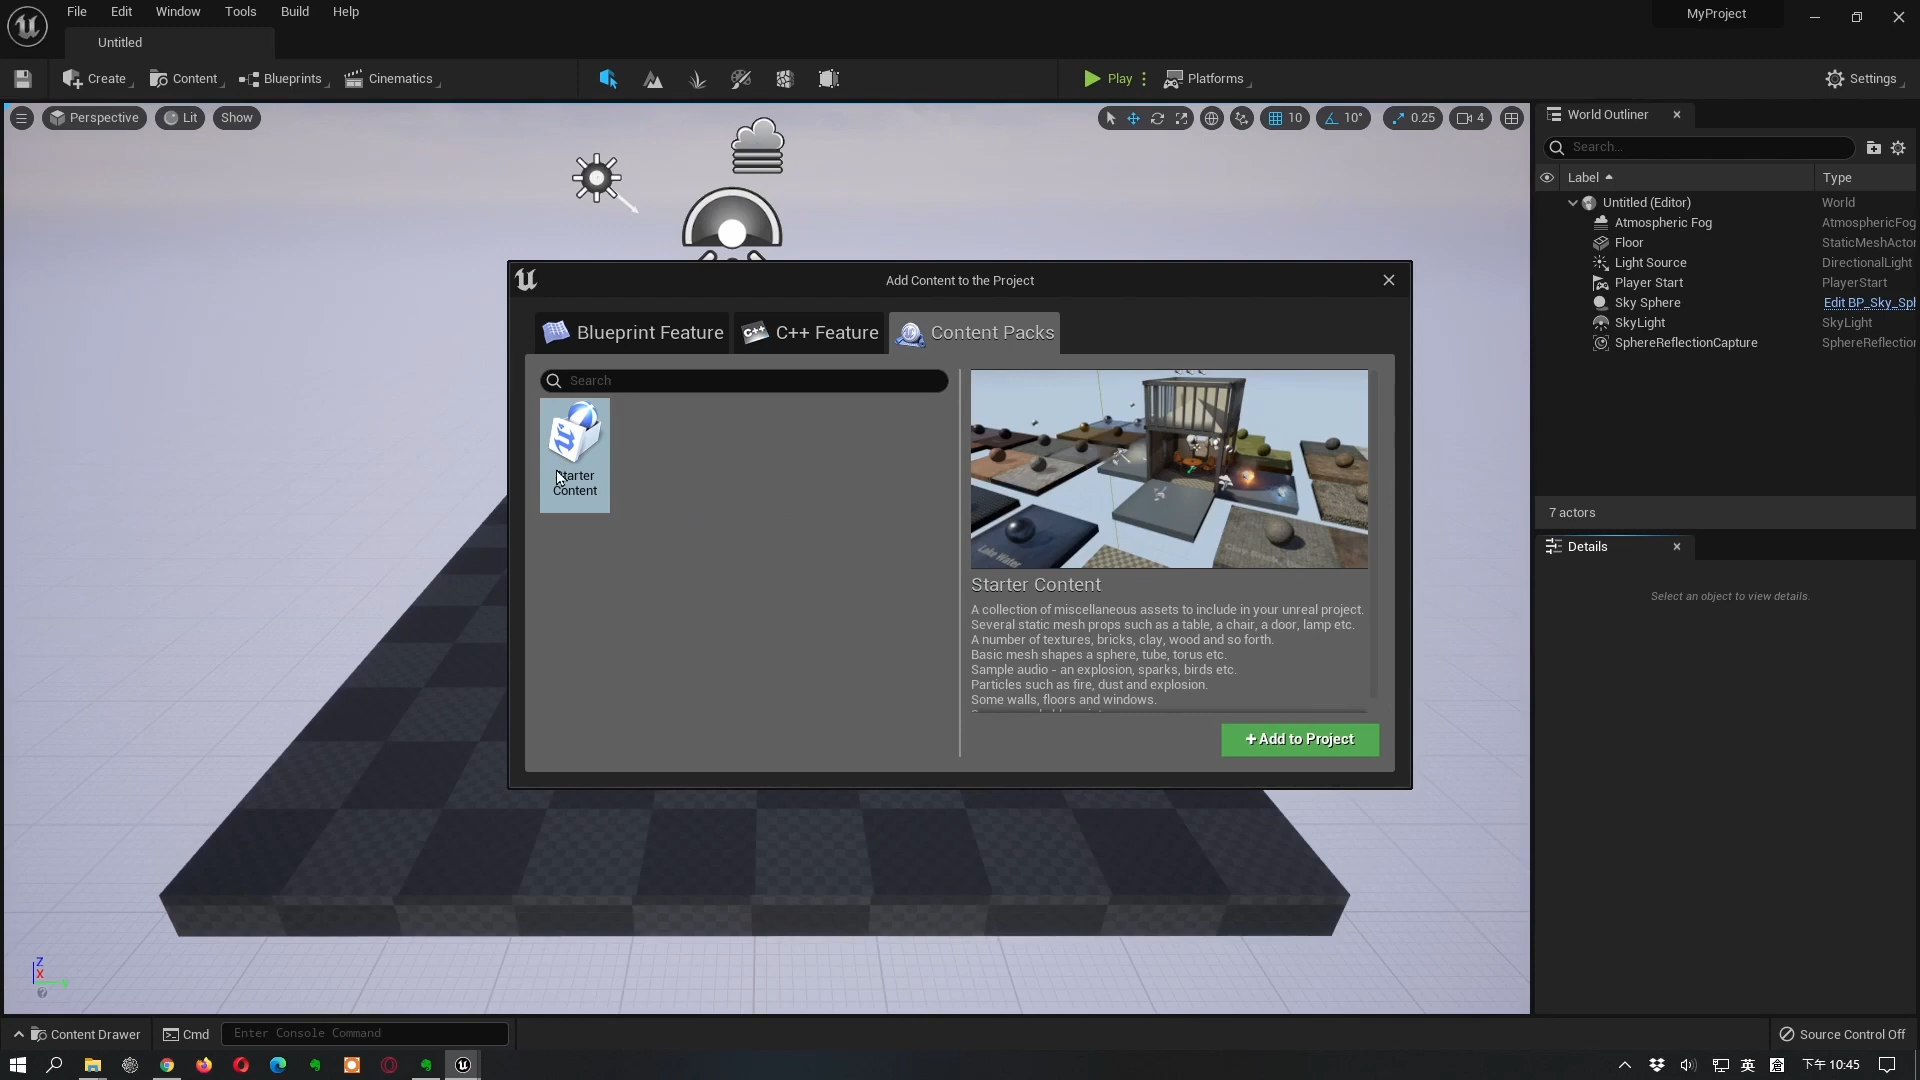 File Edit Window Tools Build Help
MyProject
Untitled
Create Content Blueprints Cinematics
Play Platforms Settings
Perspective Lit Show
10 10° 0.25 4
World Outliner
Search...
Label Type
Untitled (Editor) World
Atmospheric Fog AtmosphericFog
Floor StaticMeshActor
Light Source DirectionalLight
Player Start PlayerStart
Sky Sphere Edit BP_Sky_Sph
SkyLight SkyLight
SphereReflectionCapture SphereReflection
7 actors
Details
Select an object to view details.
Add Content to the Project
Blueprint Feature C++ C++ Feature Content Packs
Search
Starter
Content
Lake Water
Starter Content
A collection of miscellaneous assets to include in your unreal project.
Several static mesh props such as a table, a chair, a door, lamp etc.
A number of textures, bricks, clay, wood and so forth.
Basic mesh shapes a sphere, tube, torus etc.
Sample audio - an explosion, sparks, birds etc.
Particles such as fire, dust and explosion.
Some walls, floors and windows.
+ Add to Project
Z
X
Content Drawer Cmd Enter Console Command Source Control Off
英 下午 10:45